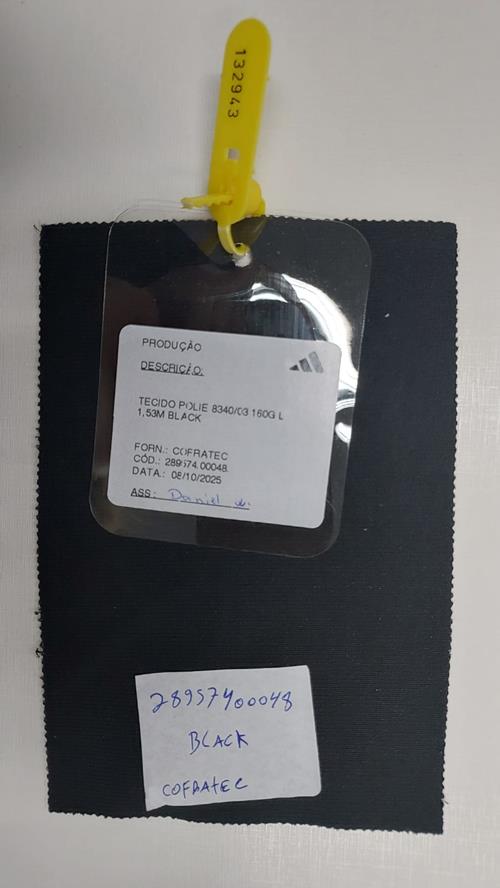 132943
PRODUÇÃO
DESCRIÇÃO:
TECIDO POLIE 8340/03 160G L
1,53M BLACK
FORN.: COFRATEC
CÓD.: 289574.00048
DATA.: 08/10/2025
ASS: Daniel
28957400048
BLACK
COFRATEC